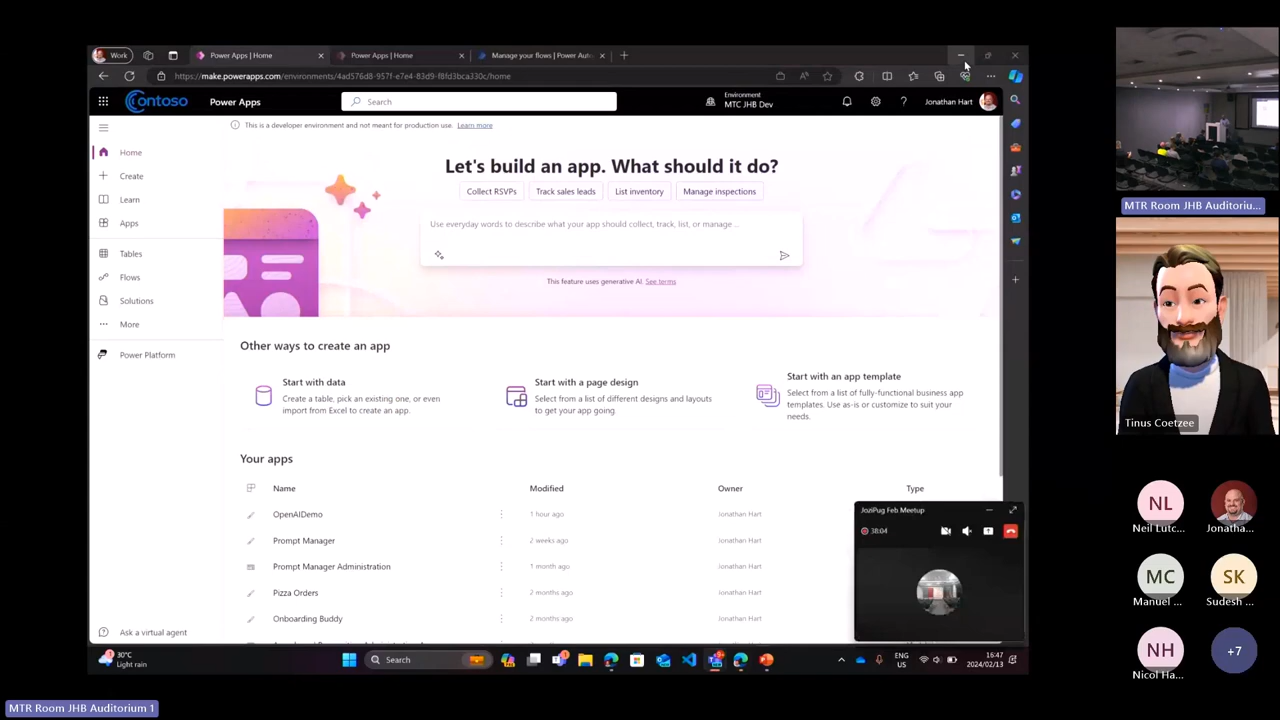 Work
Power Apps | Home
Power Apps | Home
Manage your flows | Power Auto
https://make.powerapps.com/environments/4ad576d8-957f-e7e4-83d9-f8fd3bca330c/home
Contoso
Power Apps
Search
Environment
MTC JHB Dev
Jonathan Hart
This is a developer environment and not meant for production use. Learn more
Home
Create
Learn
Apps
Tables
Flows
Solutions
More
Power Platform
Ask a virtual agent
Let's build an app. What should it do?
Collect RSVPs
Track sales leads
List inventory
Manage inspections
Use everyday words to describe what your app should collect, track, list, or manage ...
This feature uses generative AI. See terms
Other ways to create an app
Start with data
Create a table, pick an existing one, or even
import from Excel to create an app.
Start with a page design
Select from a list of different designs and layouts
to get your app going.
Start with an app template
Select from a list of fully-functional business app
templates. Use as-is or customize to suit your
needs.
Your apps
Name Modified Owner Type
OpenAIDemo 1 hour ago Jonathan Hart
Prompt Manager 2 weeks ago Jonathan Hart
Prompt Manager Administration 1 month ago Jonathan Hart
Pizza Orders 2 months ago Jonathan Hart
Onboarding Buddy 2 months ago Jonathan Hart
JoziPug Feb Meetup
38:04
30°C
Light rain
Search
ENG
US
16:47
2024/02/13
MTR Room JHB Auditoriu...
Tinus Coetzee
NL
Neil Lutc...
Jonatha...
MC
Manuel ...
SK
Sudesh ...
NH
Nicol Ha...
+7
MTR Room JHB Auditorium 1